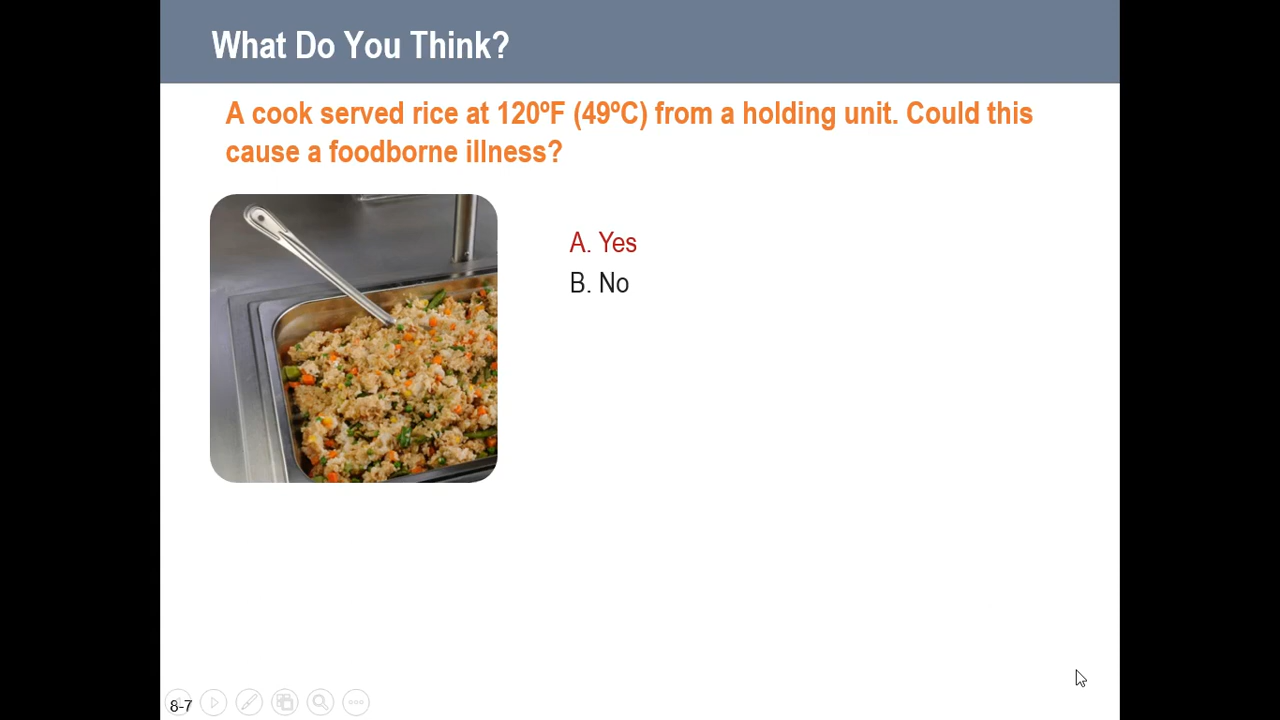 What Do You Think?
A cook served rice at 120ºF (49ºC) from a holding unit. Could this
cause a foodborne illness?
A. Yes
B. No
8-7